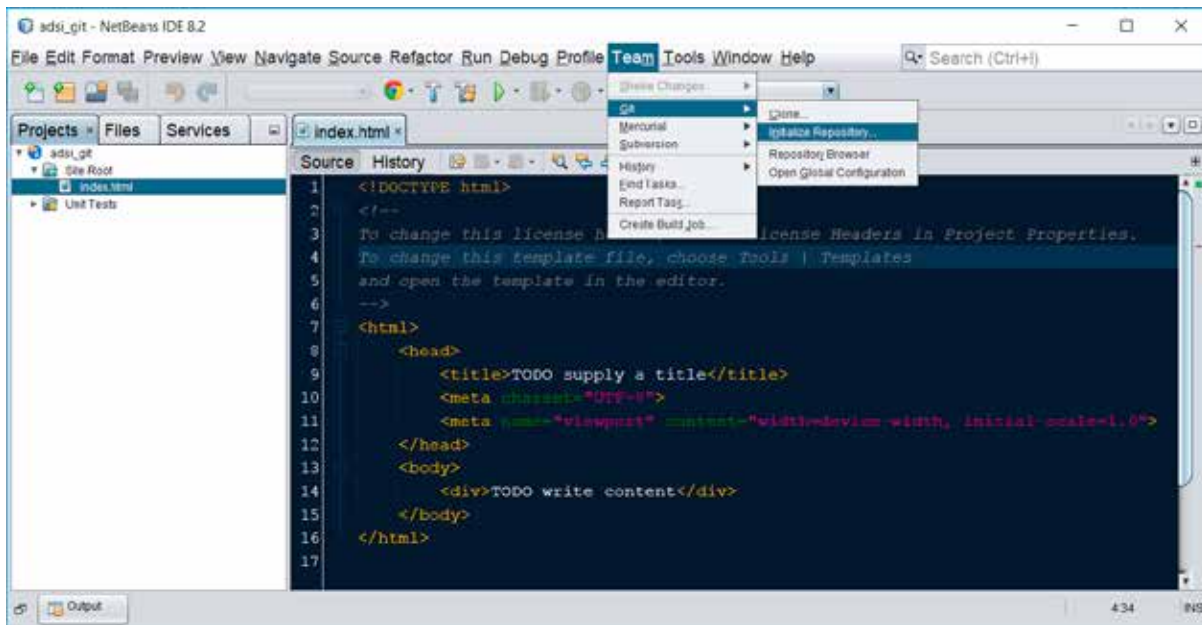 adsi_git - NetBeans IDE 8.2
File Edit Format Preview View Navigate Source Refactor Run Debug Profile Team Tools Window Help
Search (Ctrl+I)
Projects Files Services
index.html
adsi_git
Site Root
index.html
Unit Tests
Source History
Changes
Git
Mercurial
Subversion
History
Find Tasks...
Report Task...
Create Build Job...
Clone...
Initialize Repository...
Repository Browser
Open Global Configuration
1 <!DOCTYPE html>
2 <!--
3 To change this license h icense Headers in Project Properties.
4 To change this template file, choose Tools | Templates
5 and open the template in the editor.
6 -->
7 <html>
8 <head>
9 <title>TODO supply a title</title>
10 <meta charset="UTF-8">
11 <meta name="viewport" content="width=device-width, initial-scale=1.0">
12 </head>
13 <body>
14 <div>TODO write content</div>
15 </body>
16 </html>
17
Output
4:34
INS